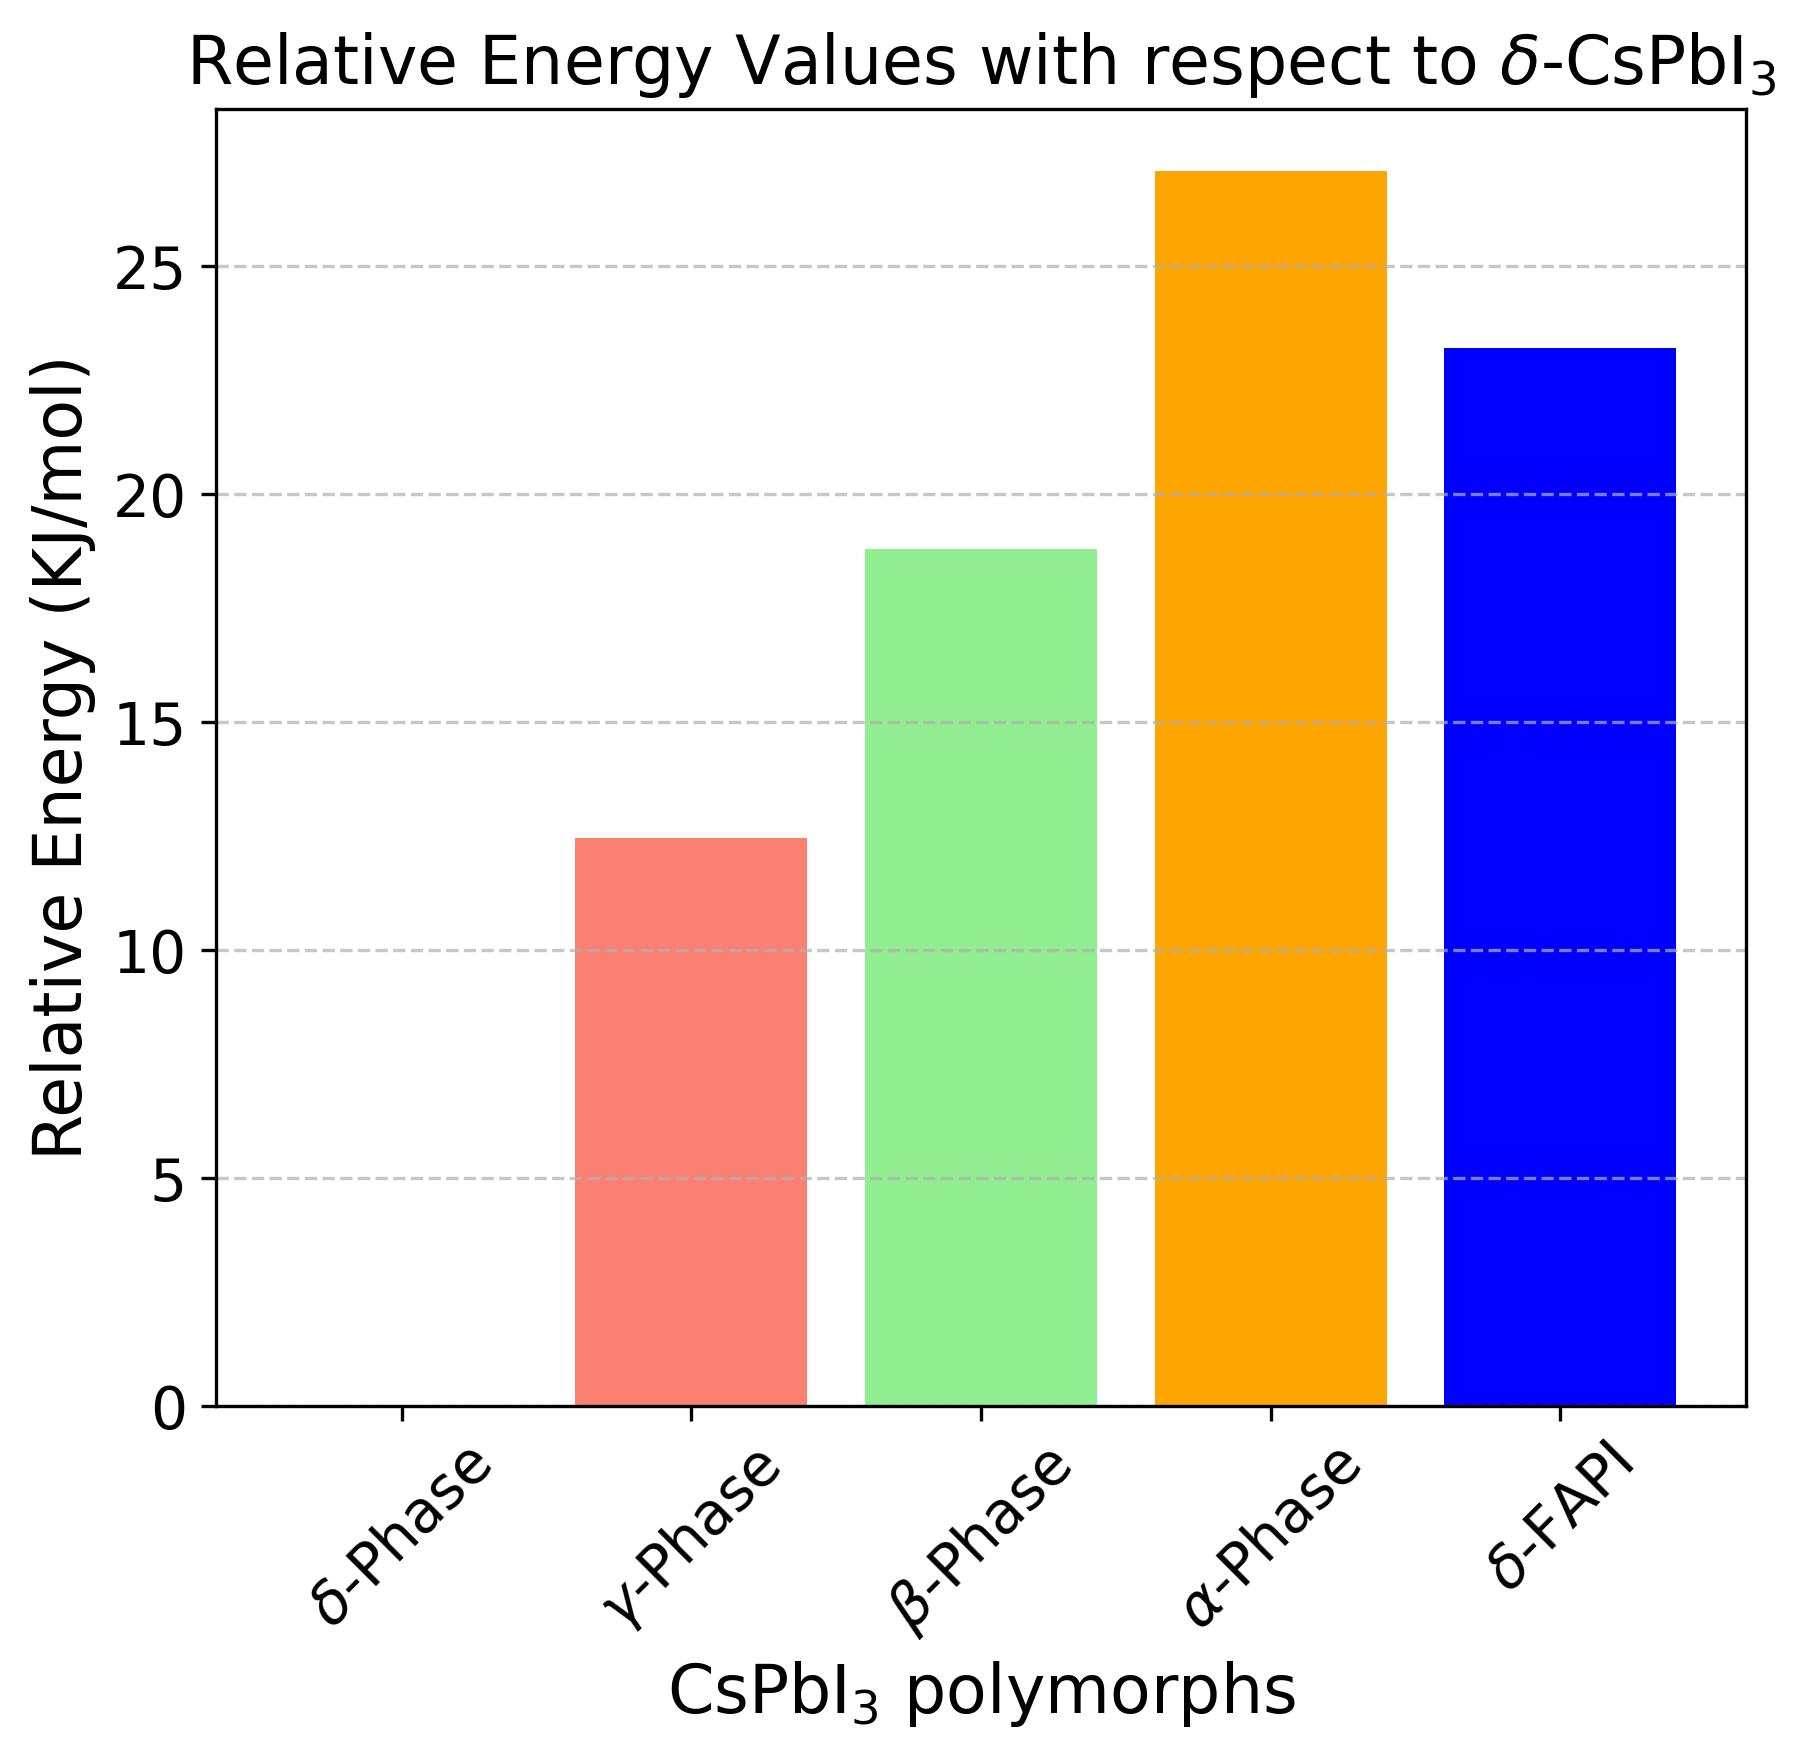 Relative Energy Values with respect to δ-CsPbI₃
Relative Energy (KJ/mol)
25
20
15
10
5
0
δ-Phase
γ-Phase
β-Phase
α-Phase
δ-FAPI
CsPbI₃ polymorphs